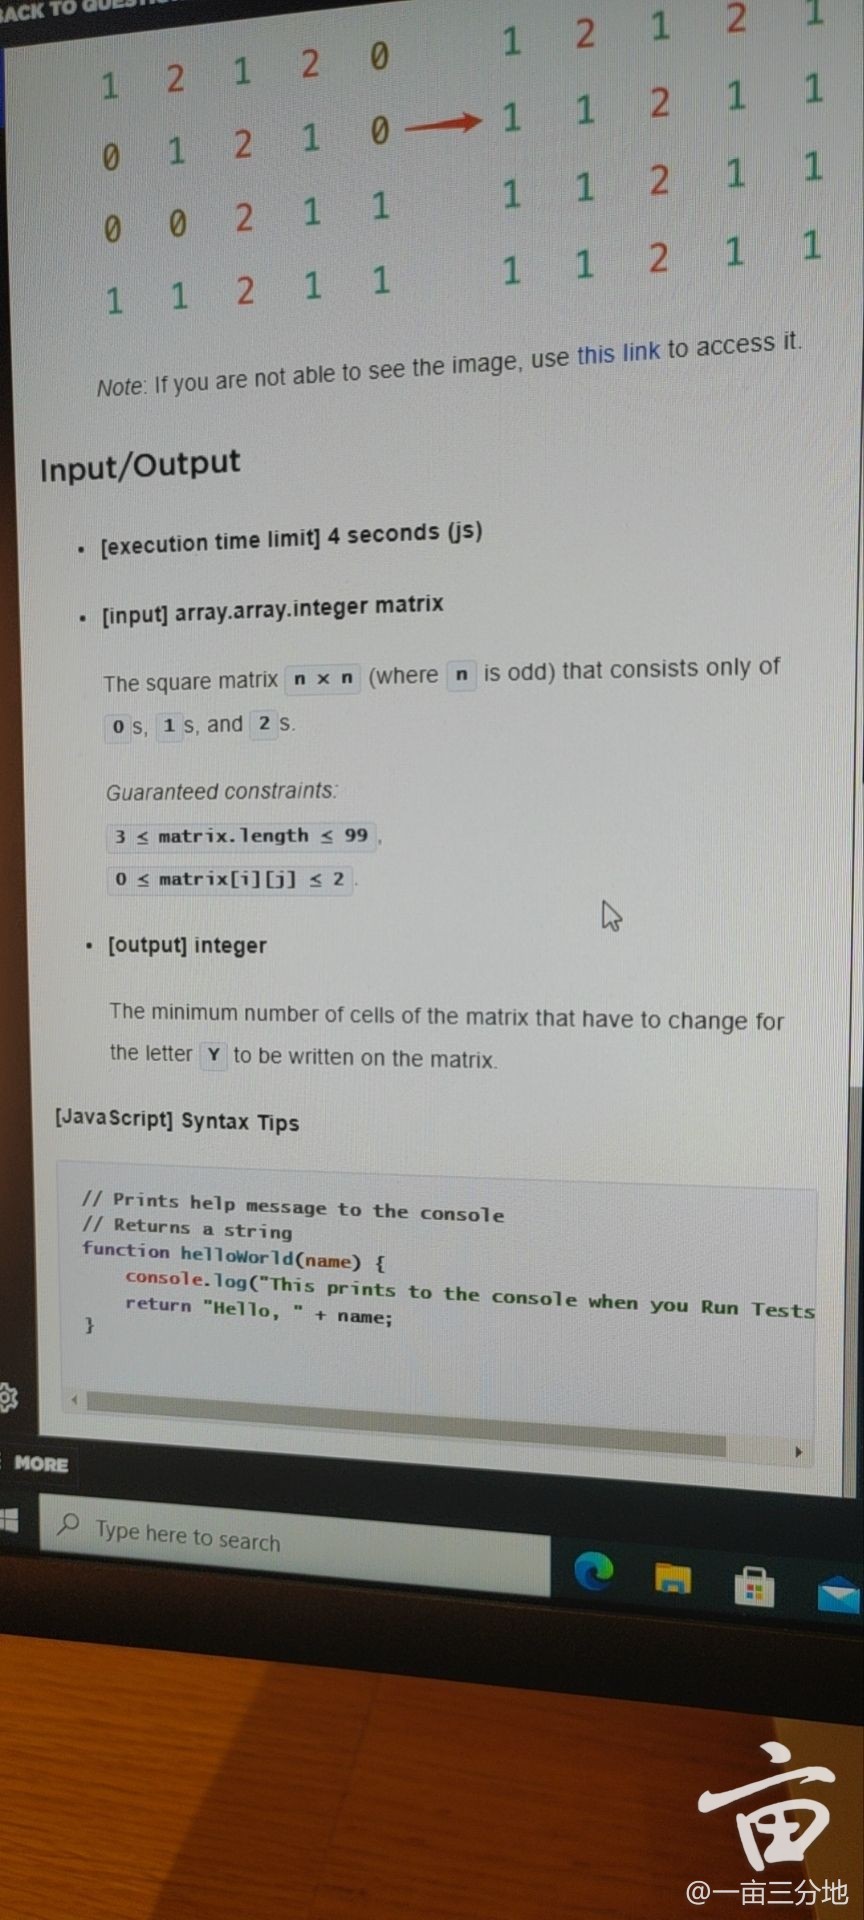 BACK TO
1 2 1 2 0 1 2 1 2 1
0 1 2 1 0 1 1 2 1 1
0 0 2 1 1 1 1 2 1 1
1 1 2 1 1 1 1 2 1 1
Note: If you are not able to see the image, use this link to access it.
Input/Output
• [execution time limit] 4 seconds (js)
• [input] array.array.integer matrix
The square matrix n x n (where n is odd) that consists only of
0 s, 1 s, and 2 s.
Guaranteed constraints:
3 ≤ matrix.length ≤ 99 ,
0 ≤ matrix[i][j] ≤ 2 .
• [output] integer
The minimum number of cells of the matrix that have to change for
the letter Y to be written on the matrix.
[JavaScript] Syntax Tips
// Prints help message to the console
// Returns a string
function helloWorld(name) {
console.log("This prints to the console when you Run Tests
return "Hello, " + name;
}
MORE
Type here to search
亩
@一亩三分地